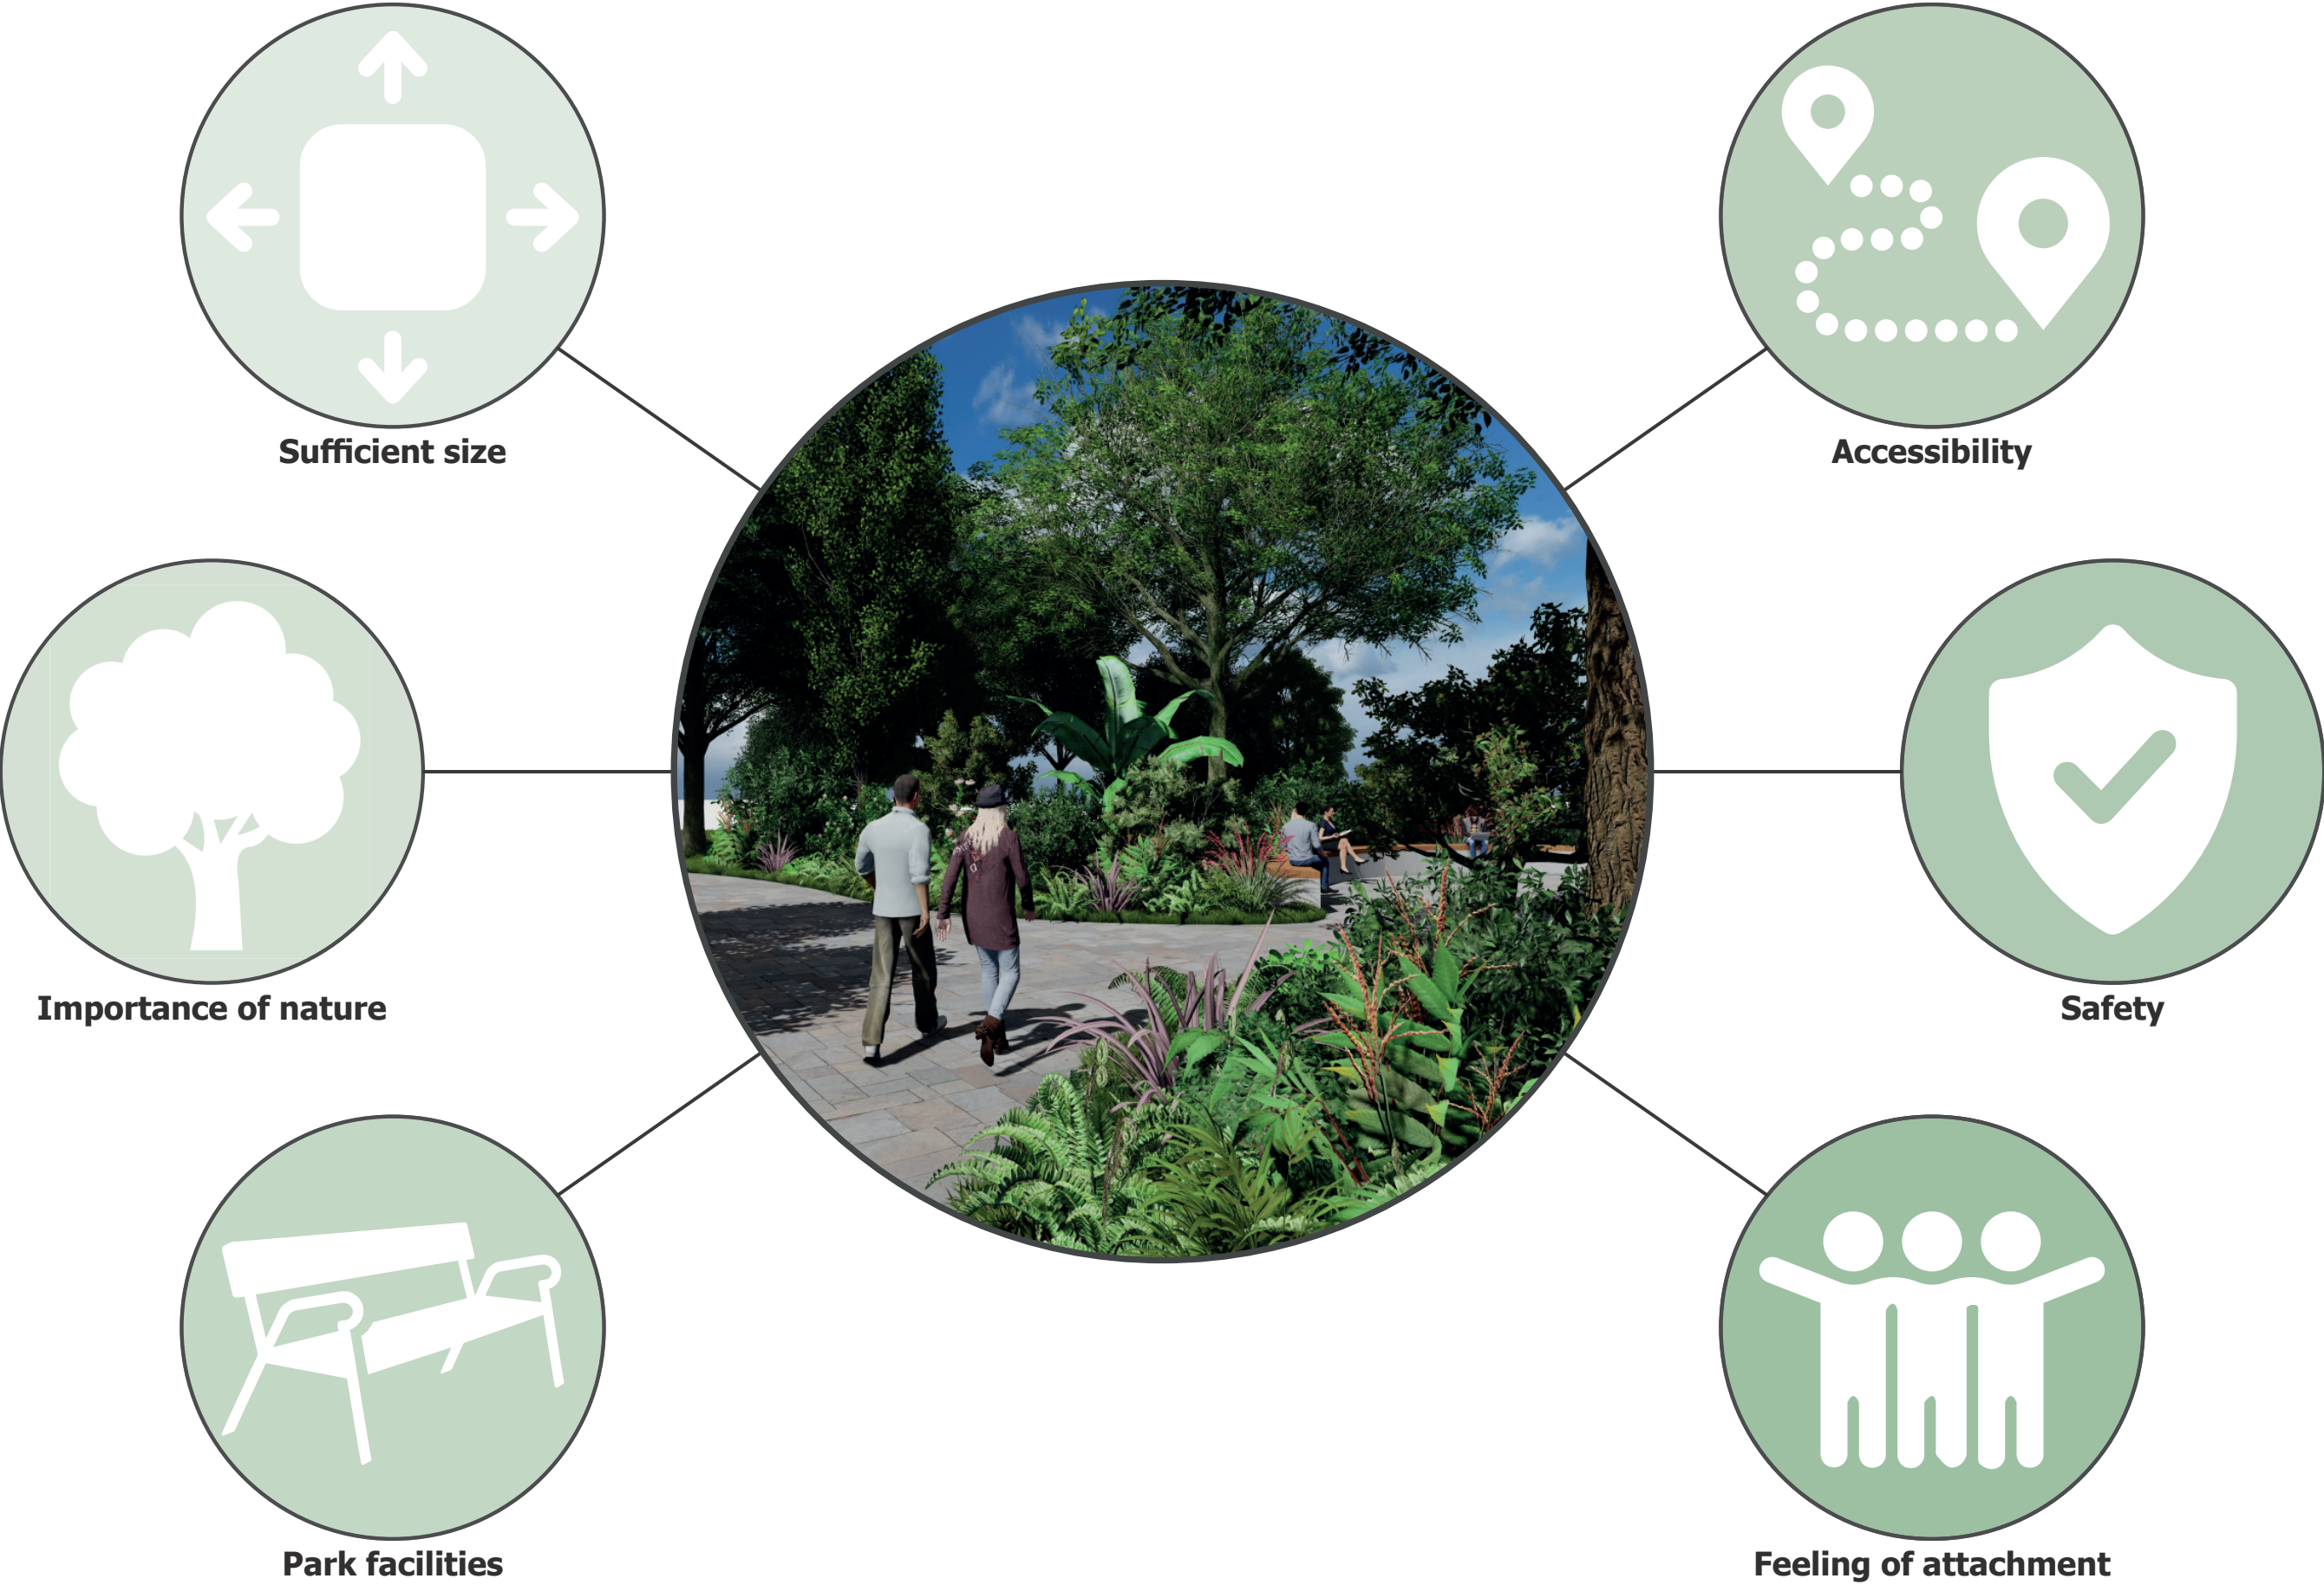 Sufficient size
Accessibility
Importance of nature
Safety
Park facilities
Feeling of attachment